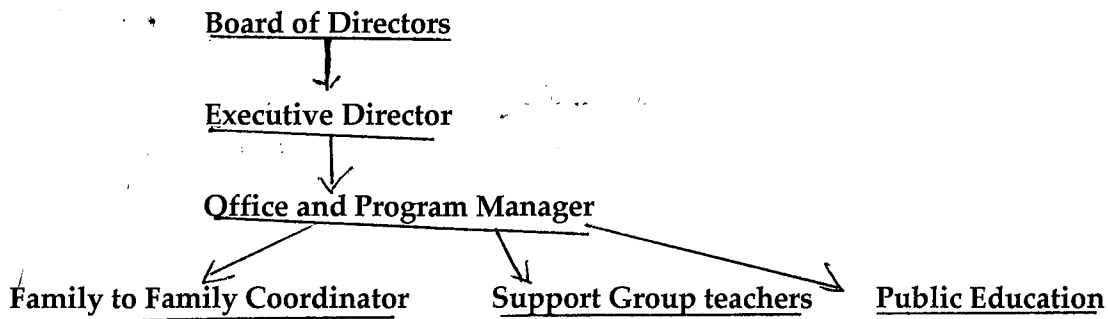 Board of Directors
Executive Director
Office and Program Manager
Family to Family Coordinator Support Group teachers Public Education